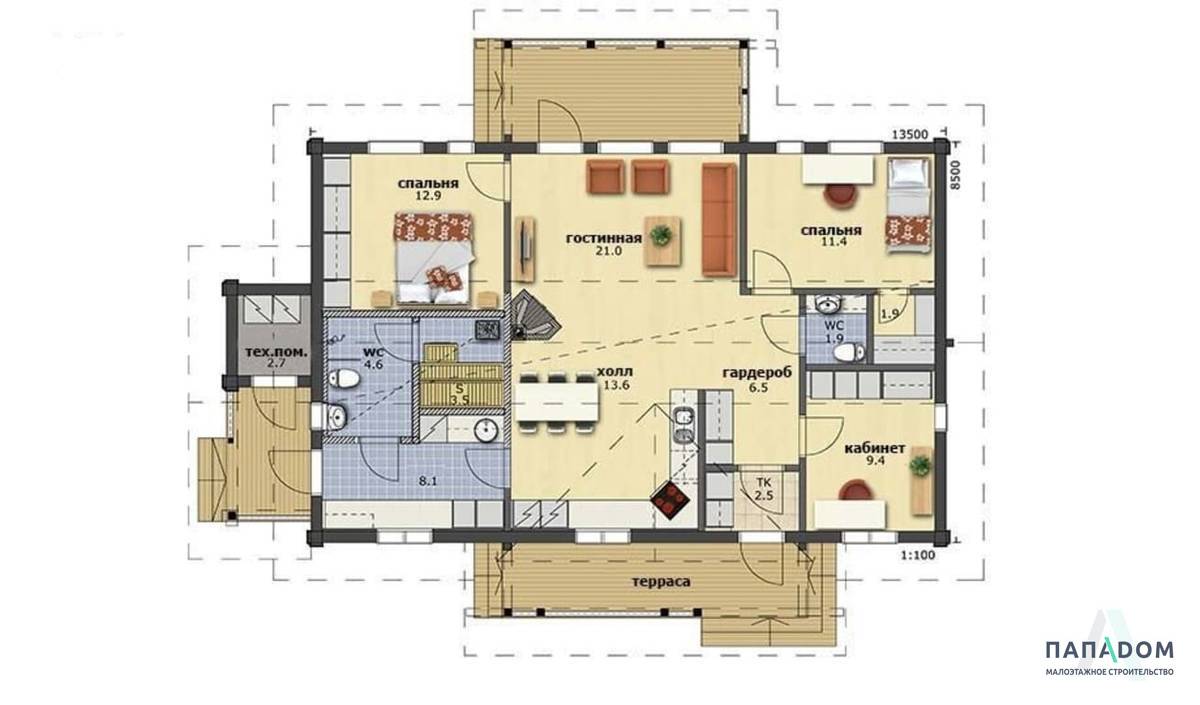 13500
8500
спальня
12.9
гостинная
21.0
спальня
11.4
тех.пом.
2.7
WC
4.6
S
3.5
холл
13.6
гардероб
6.5
WC
1.9
1.9
кабинет
9.4
8.1
ТК
2.5
1:100
терраса
ПАПАДОМ
МАЛОЭТАЖНОЕ СТРОИТЕЛЬСТВО